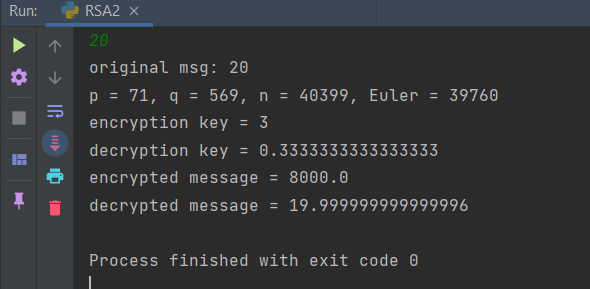 Run: RSA2 ×
20
original msg: 20
p = 71, q = 569, n = 40399, Euler = 39760
encryption key = 3
decryption key = 0.3333333333333333
encrypted message = 8000.0
decrypted message = 19.999999999999996
Process finished with exit code 0